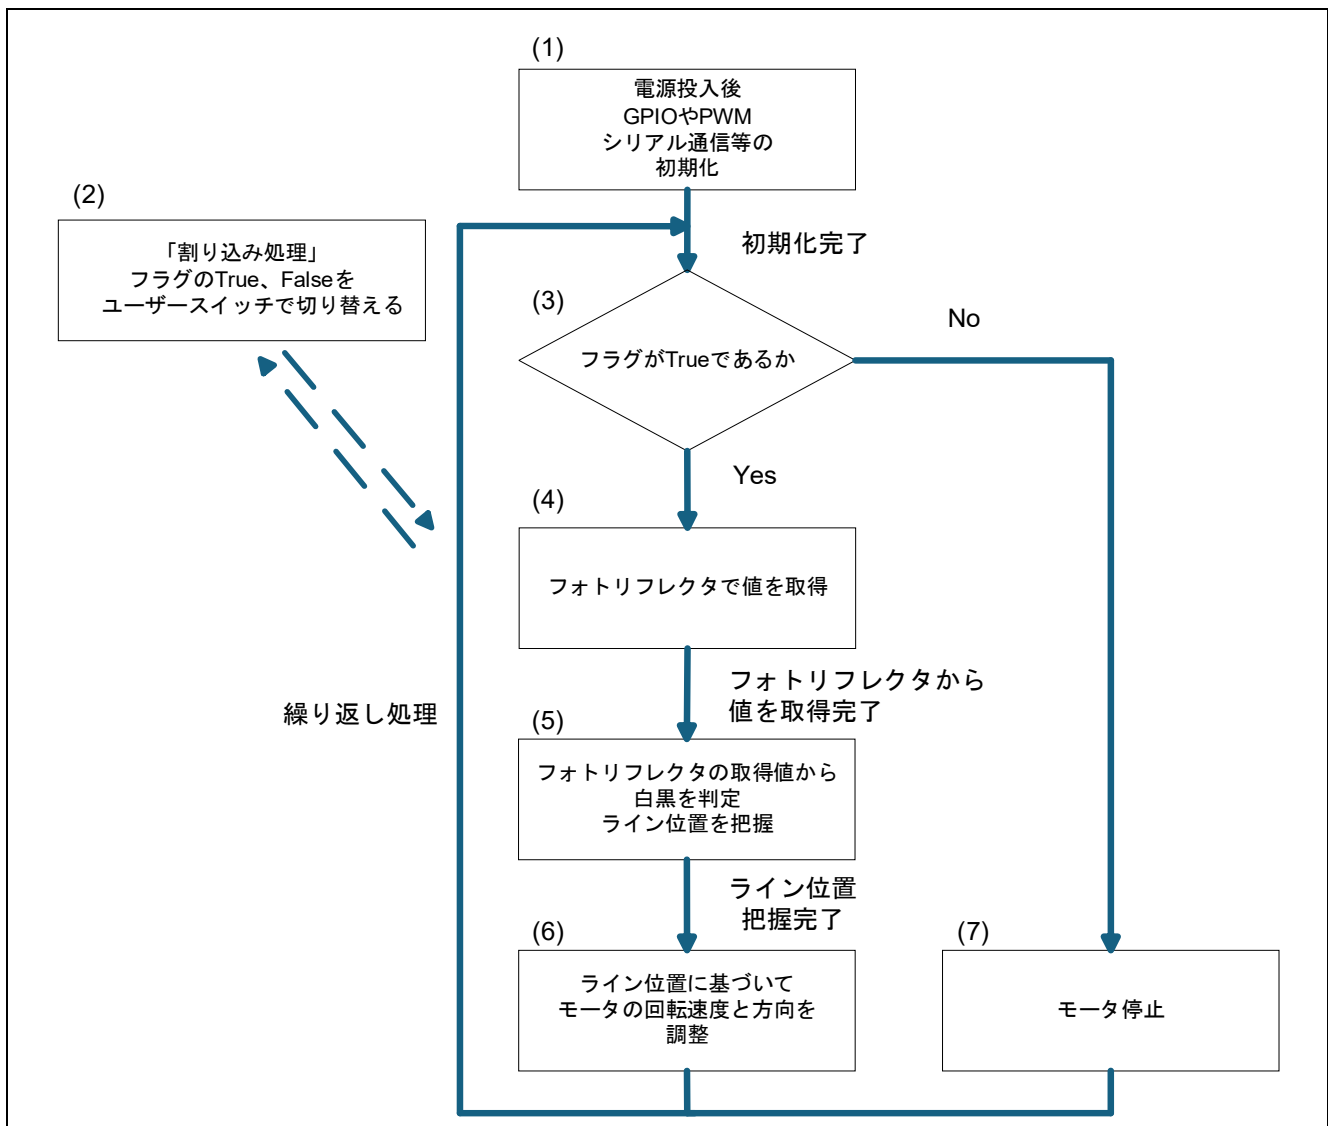 (1)
電源投入後
GPIOやPWM
シリアル通信等の
初期化
(2)
「割り込み処理」
フラグのTrue、Falseを
ユーザースイッチで切り替える
初期化完了
(3)
フラグがTrueであるか
No
Yes
(4)
フォトリフレクタで値を取得
フォトリフレクタから
値を取得完了
繰り返し処理
(5)
フォトリフレクタの取得値から
白黒を判定
ライン位置を把握
ライン位置
把握完了
(6)
ライン位置に基づいて
モータの回転速度と方向を
調整
(7)
モータ停止